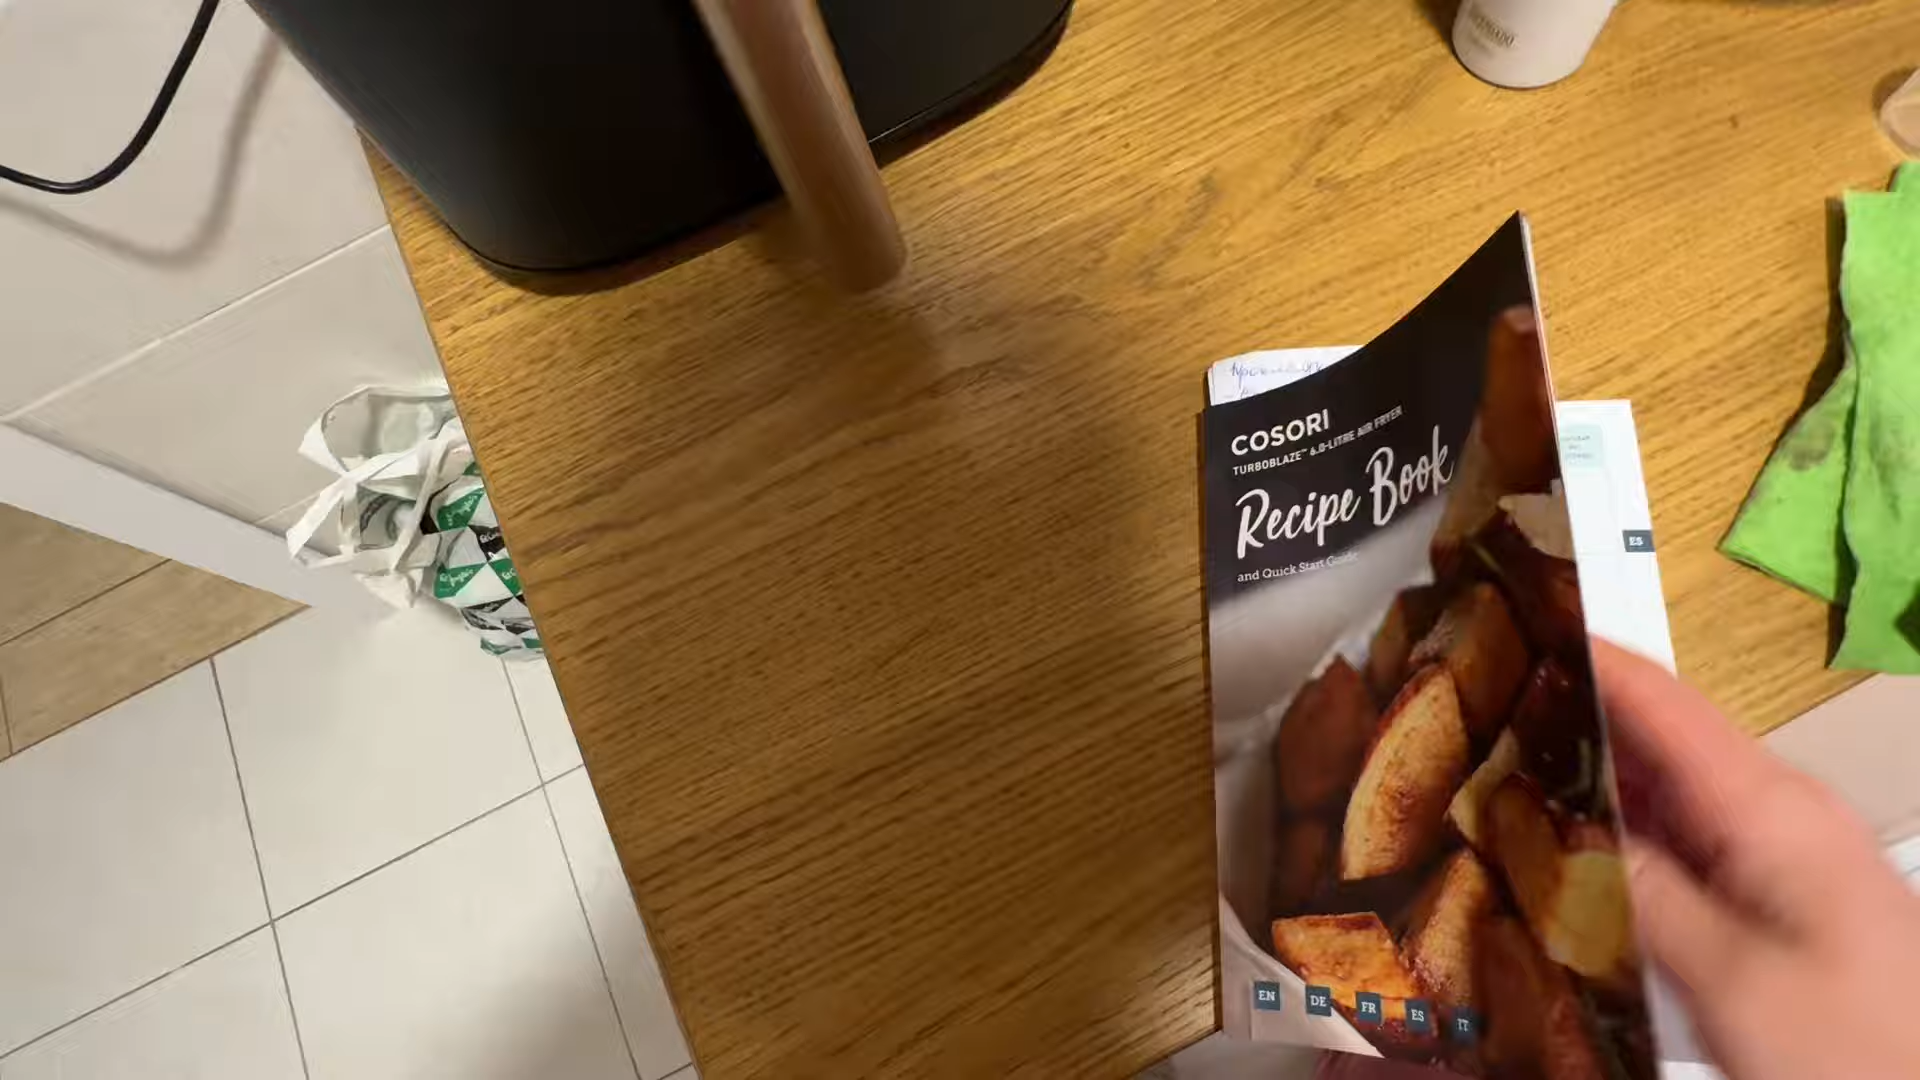 COSORI
TURBOBLAZE™ 6.0-LITRE AIR FRYER
Recipe Book
and Quick Start Guide
ES
EN DE FR ES IT